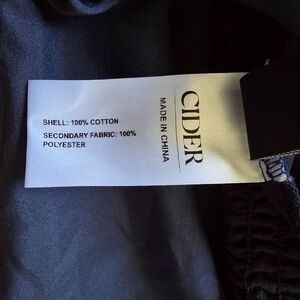 SHELL: 100% COTTON
SECONDARY FABRIC: 100%
POLYESTER
CIDER
MADE IN CHINA